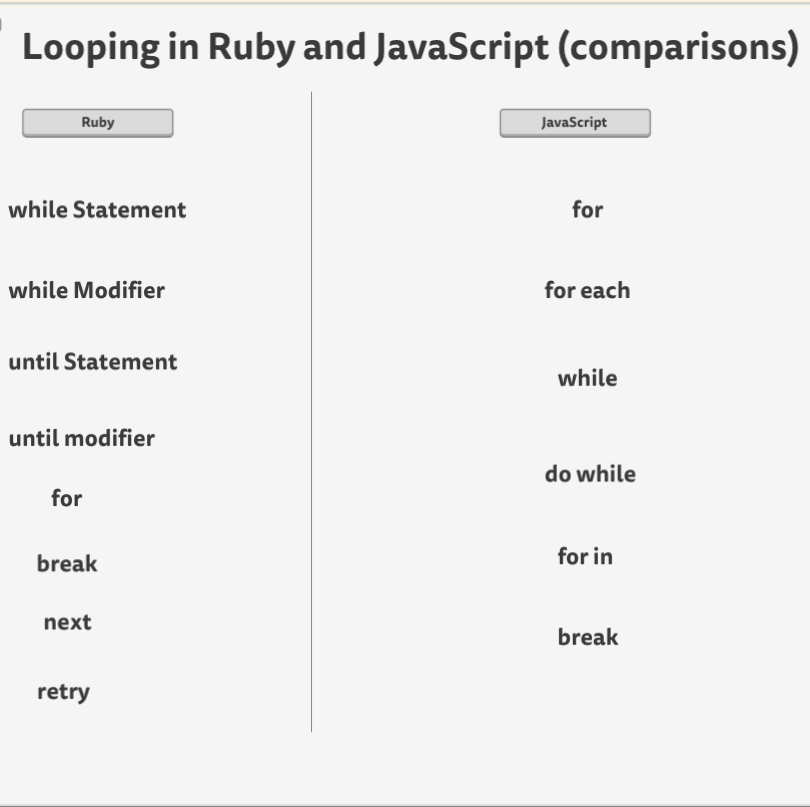 Looping in Ruby and JavaScript (comparisons)
Ruby
while Statement
while Modifier
until Statement
until modifier
for
break
next
retry
JavaScript
for
for each
while
do while
for in
break